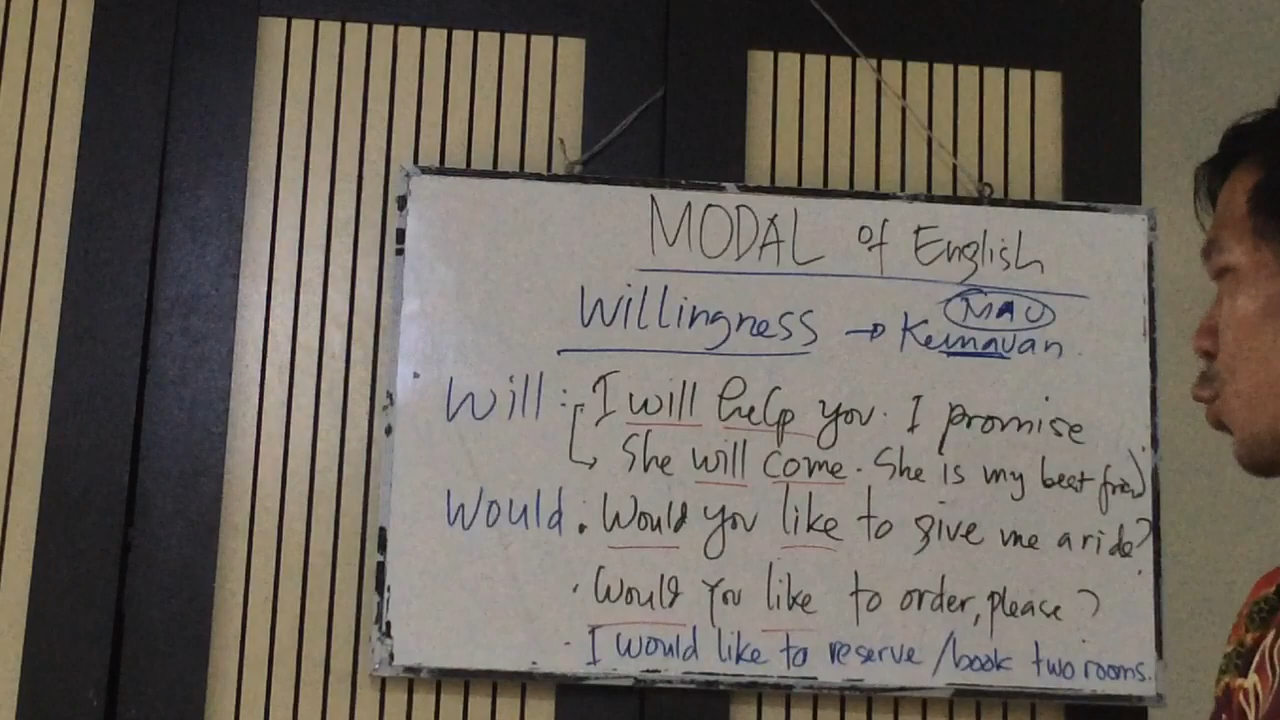 MODAL of English
Willingness → Kemauan
MAU
Will : I will help you. I promise
She will come. She is my best friend
Would : Would you like to give me a ride?
· Would you like to order, please?
· I would like to reserve /book two rooms.